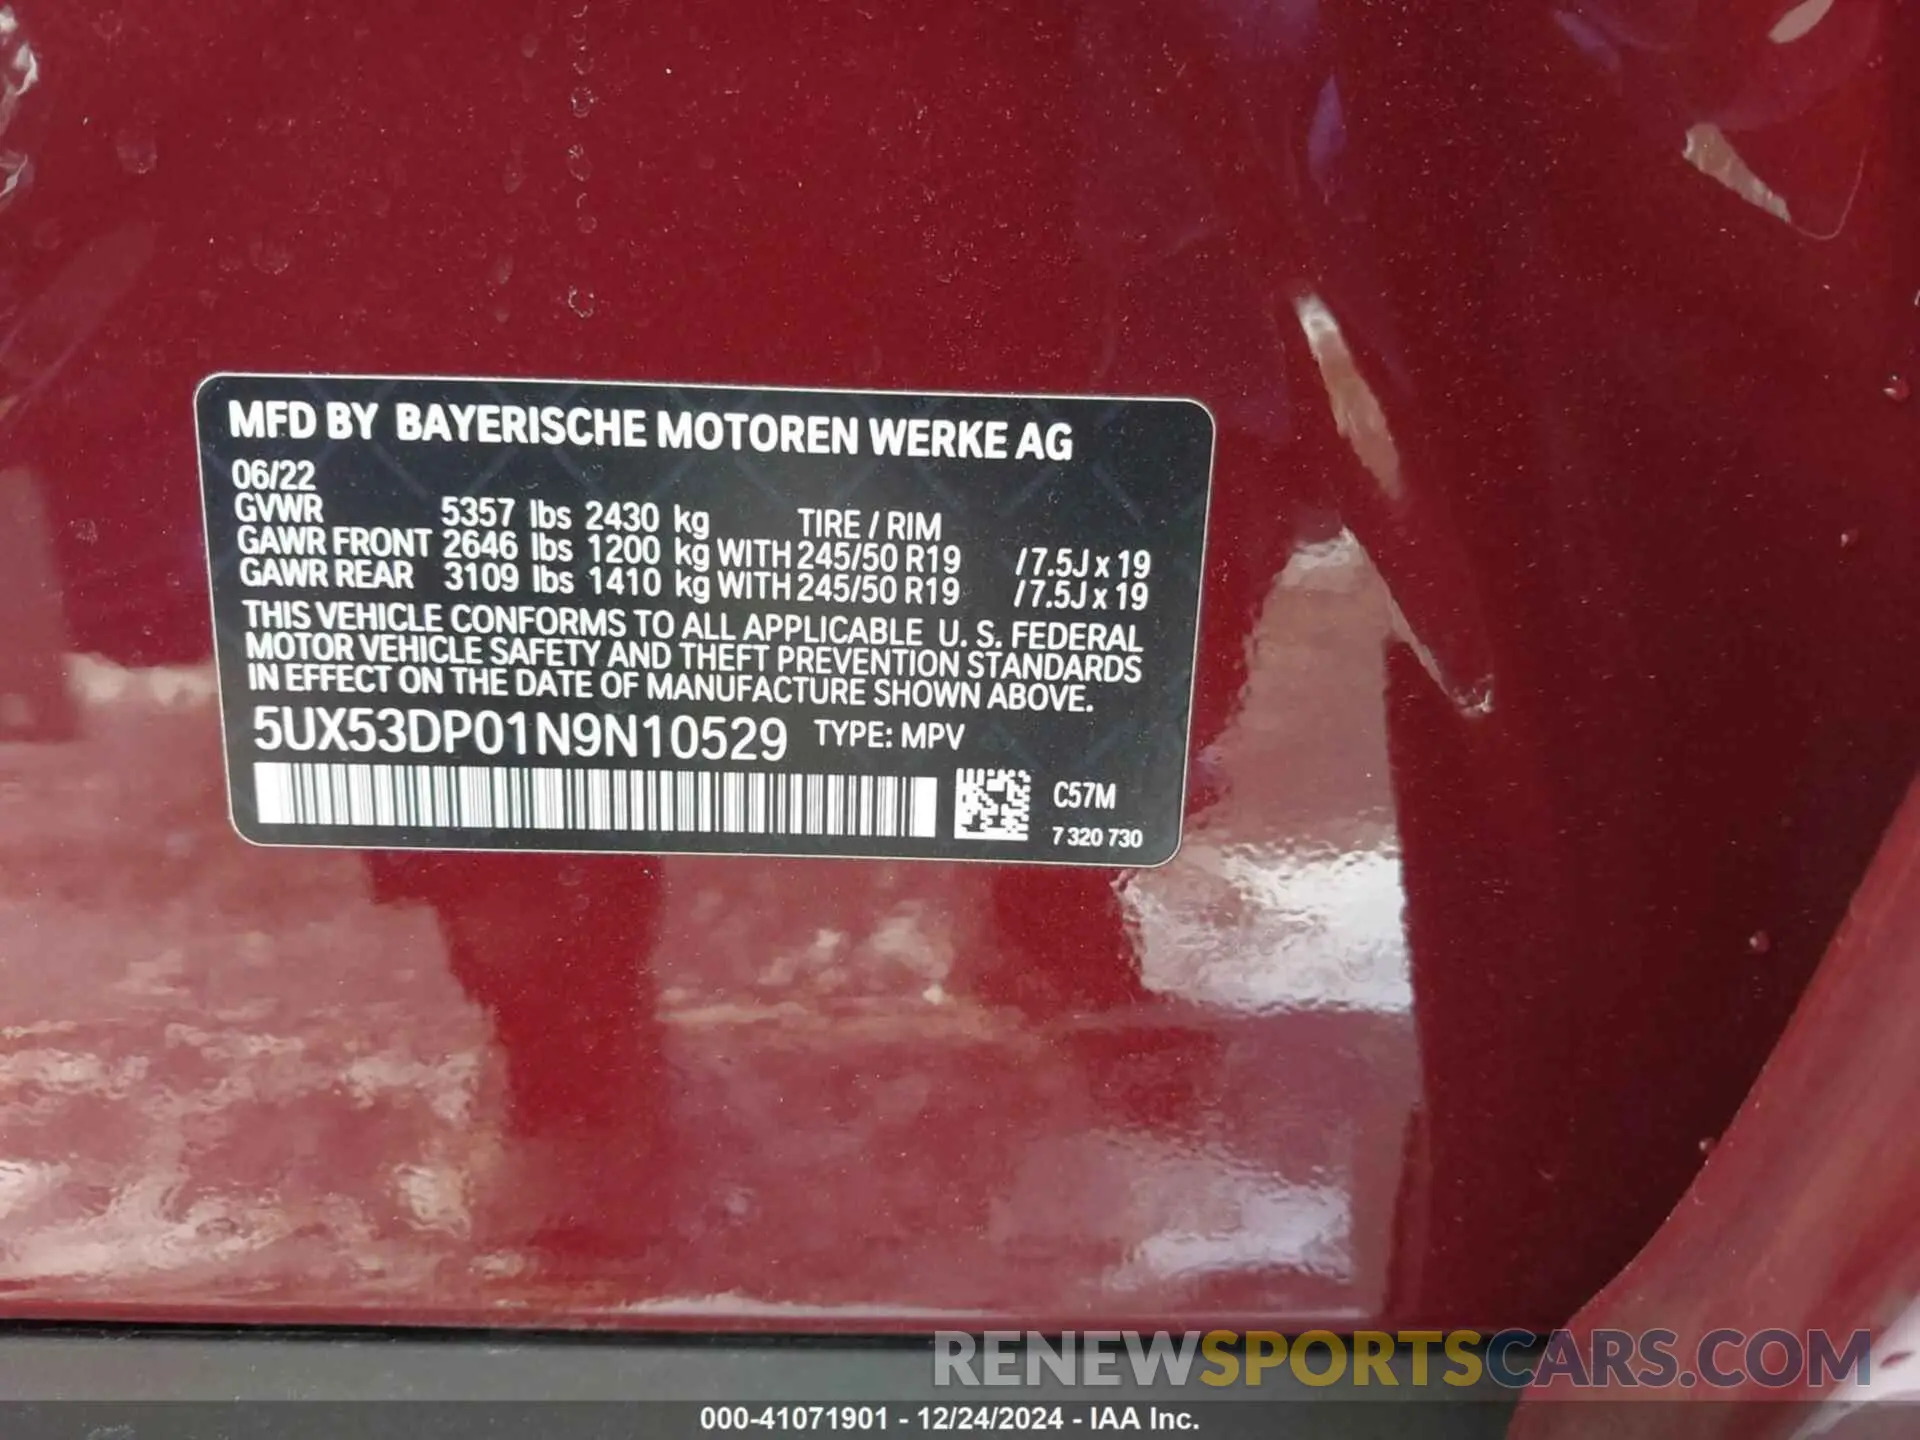 MFD BY BAYERISCHE MOTOREN WERKE AG
06/22
GVWR 5357 lbs 2430 kg TIRE / RIM
GAWR FRONT 2646 lbs 1200 kg WITH 245/50 R19 /7.5J x 19
GAWR REAR 3109 lbs 1410 kg WITH 245/50 R19 /7.5J x 19
THIS VEHICLE CONFORMS TO ALL APPLICABLE U. S. FEDERAL
MOTOR VEHICLE SAFETY AND THEFT PREVENTION STANDARDS
IN EFFECT ON THE DATE OF MANUFACTURE SHOWN ABOVE.
5UX53DP01N9N10529 TYPE: MPV
C57M
7 320 730
RENEWSPORTSCARS.COM
000-41071901 - 12/24/2024 - IAA Inc.